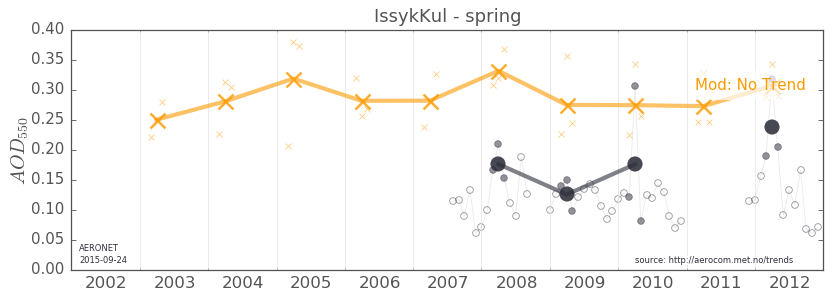 IssykKul - spring
0.40
0.35
0.30
0.25
0.20
0.15
0.10
0.05
0.00
AOD550
Mod: No Trend
AERONET
2015-09-24
source: http://aerocom.met.no/trends
2002 2003 2004 2005 2006 2007 2008 2009 2010 2011 2012